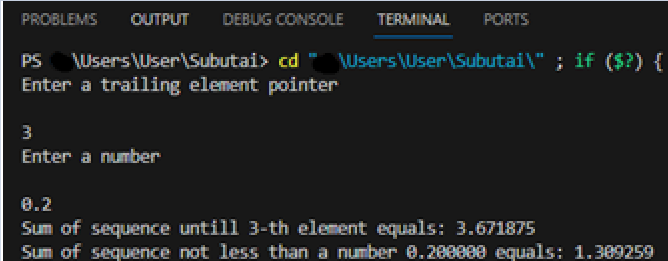 PROBLEMS OUTPUT DEBUG CONSOLE TERMINAL PORTS
PS \Users\User\Subutai> cd "\Users\User\Subutai\" ; if ($?) {
Enter a trailing element pointer
3
Enter a number
0.2
Sum of sequence untill 3-th element equals: 3.671875
Sum of sequence not less than a number 0.200000 equals: 1.309259